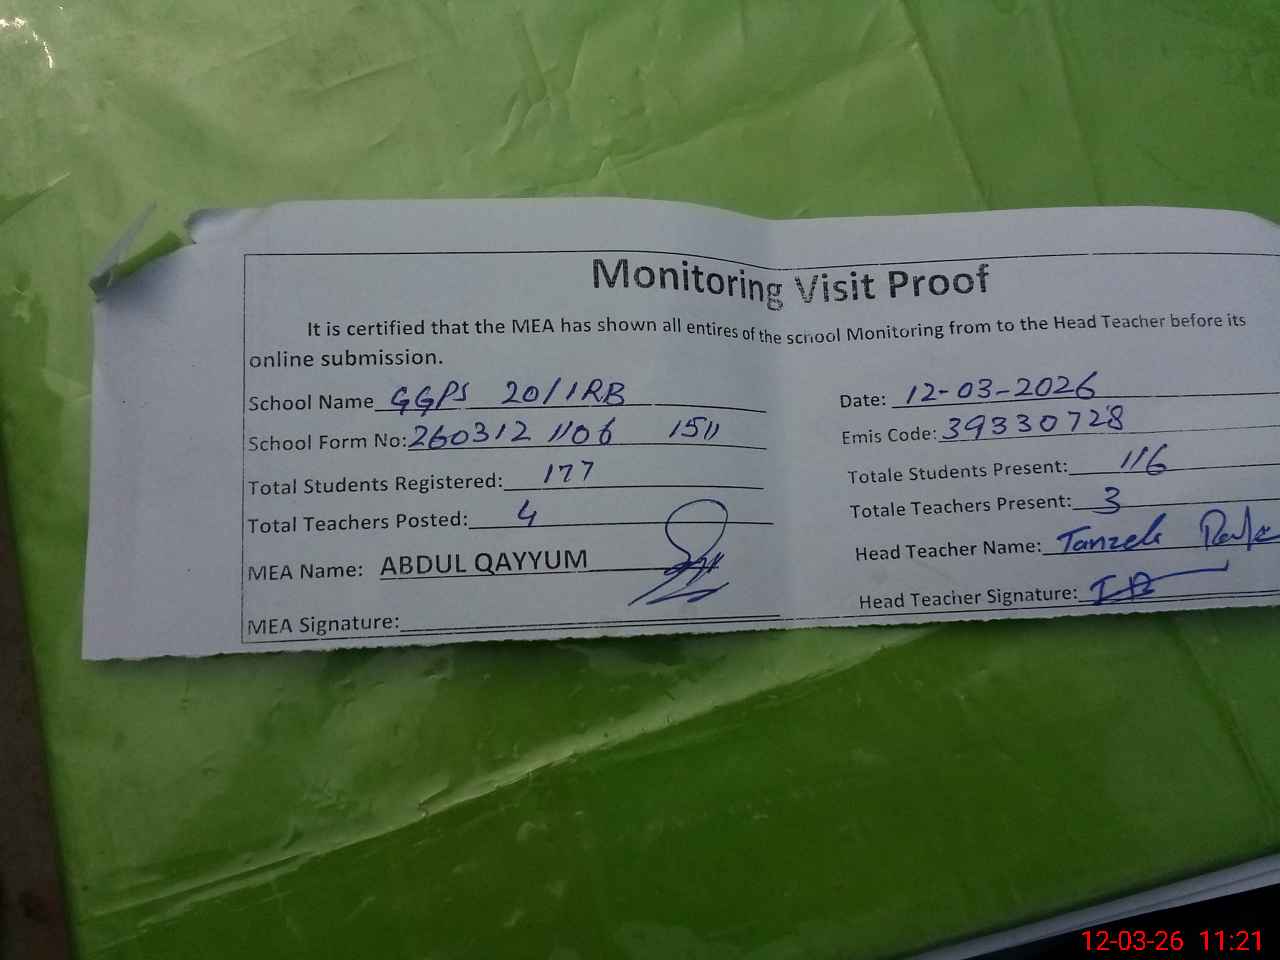 Monitoring Visit Proof
It is certified that the MEA has shown all entires of the school Monitoring from to the Head Teacher before its
online submission.
School Name GGPS 20/1RB
Date: 12-03-2026
School Form No: 260312 1106 1511
Emis Code: 39330728
Total Students Registered: 177
Totale Students Present: 116
Total Teachers Posted: 4
Totale Teachers Present: 3
MEA Name: ABDUL QAYYUM
Head Teacher Name: Tanzela
MEA Signature:
Head Teacher Signature:
12-03-26 11:21